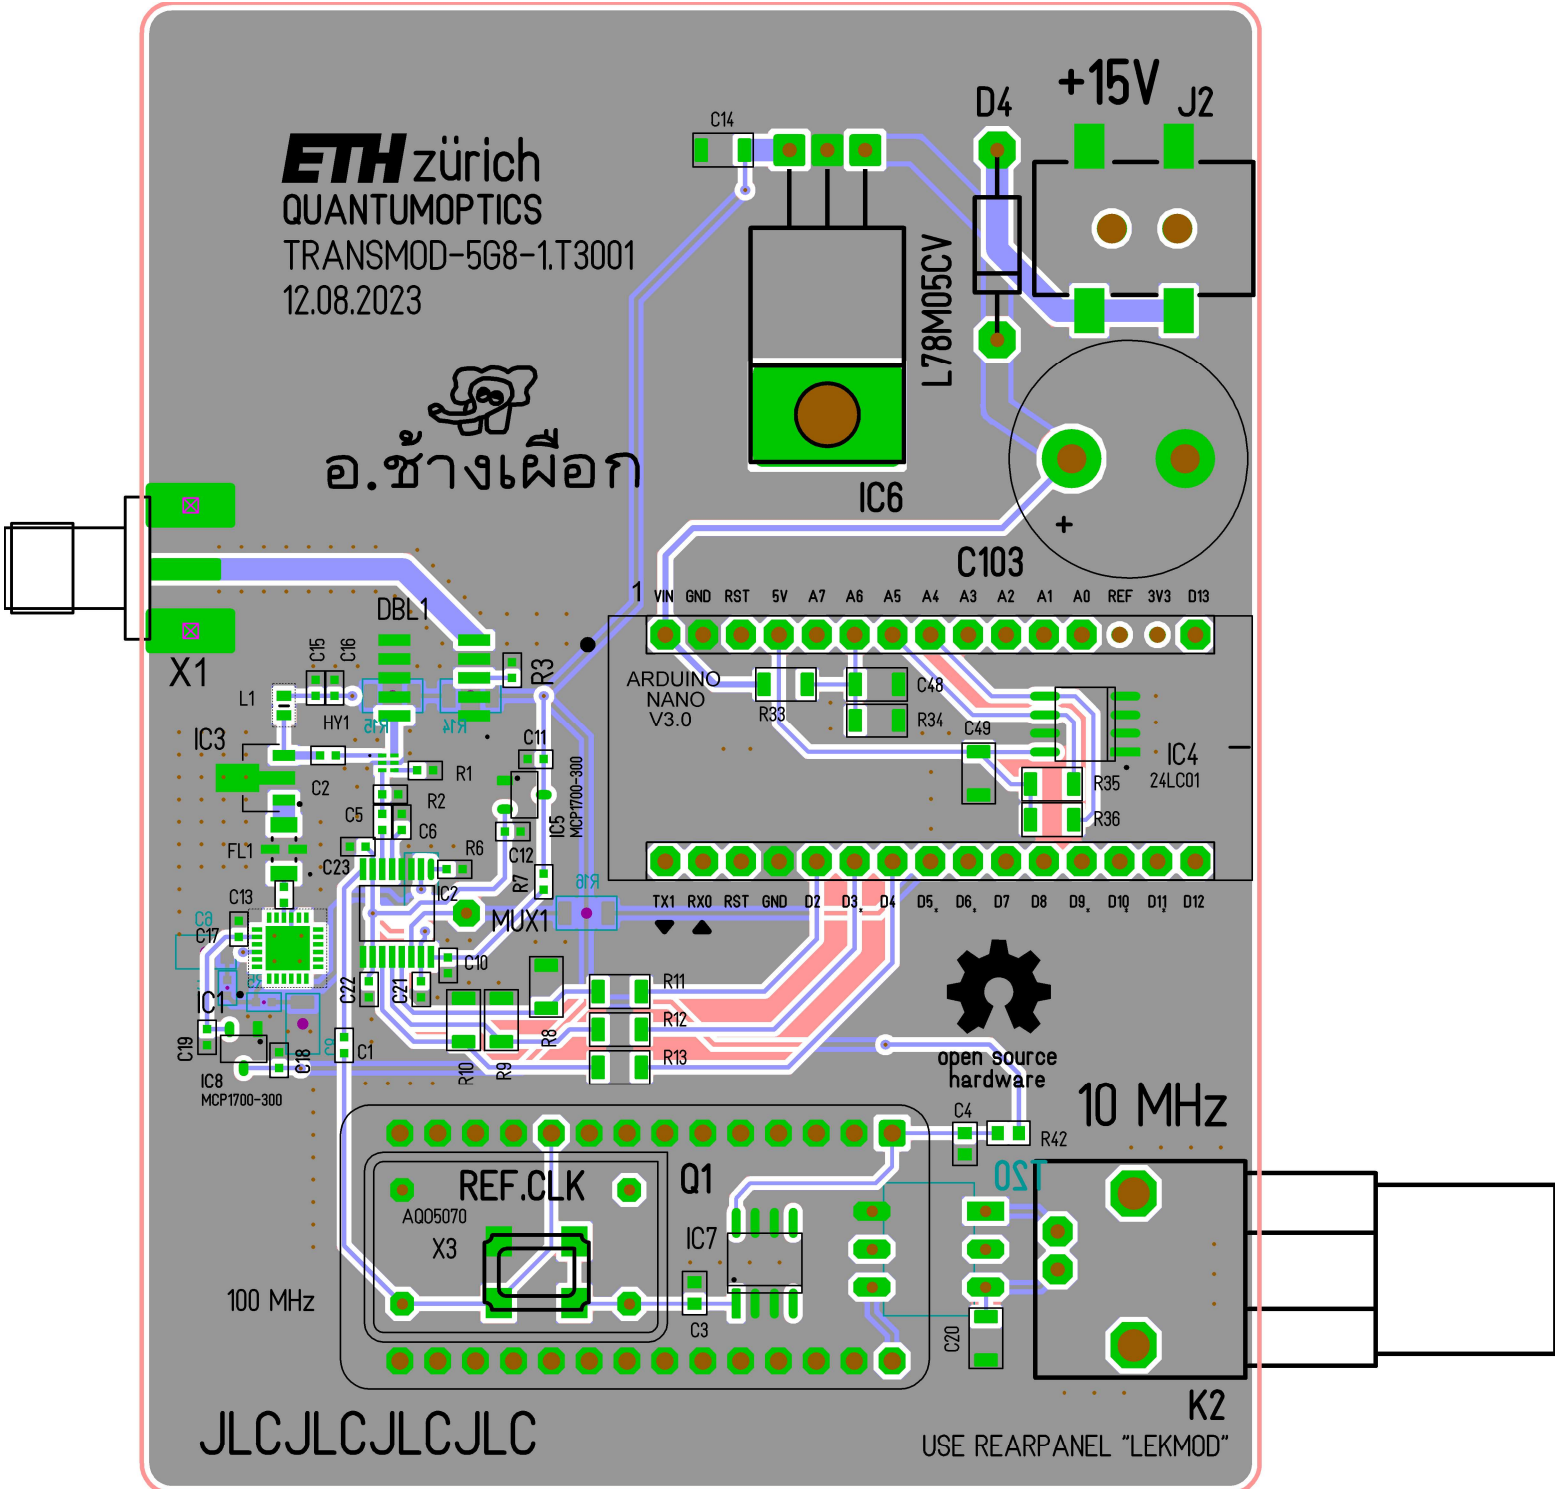 +15V
D4
J2
C14
ETH zürich
QUANTUMOPTICS
TRANSMOD-5G8-1.T3001
12.08.2023
L78M05CV
อ.ช้างเผือก
IC6
+
C103
1 VIN GND RST 5V A7 A6 A5 A4 A3 A2 A1 A0 REF 3V3 D13
DBL1
X1
C15
C16
R3
L1
HY1
R15
R14
ARDUINO
NANO
V3.0
R33
C48
R34
C49
IC4
24LC01
IC3
C2
R1
R2
C11
IC5
MCP1700-300
R35
R36
C5
C6
FL1
C23
R6
C12
R7
R16
IC2
MUX1
C13
C9
C17
TX1 RX0 RST GND D2 D3* D4 D5* D6* D7 D8 D9* D10* D11* D12
C10
C22
C21
IC1
R11
R12
R13
R8
R9
R10
C19
C18
C1
IC8
MCP1700-300
open source
hardware
10 MHz
C4
R42
T20
REF.CLK
Q1
AQO5070
X3
IC7
100 MHz
C3
C20
K2
JLCJLCJLCJLC
USE REARPANEL "LEKMOD"